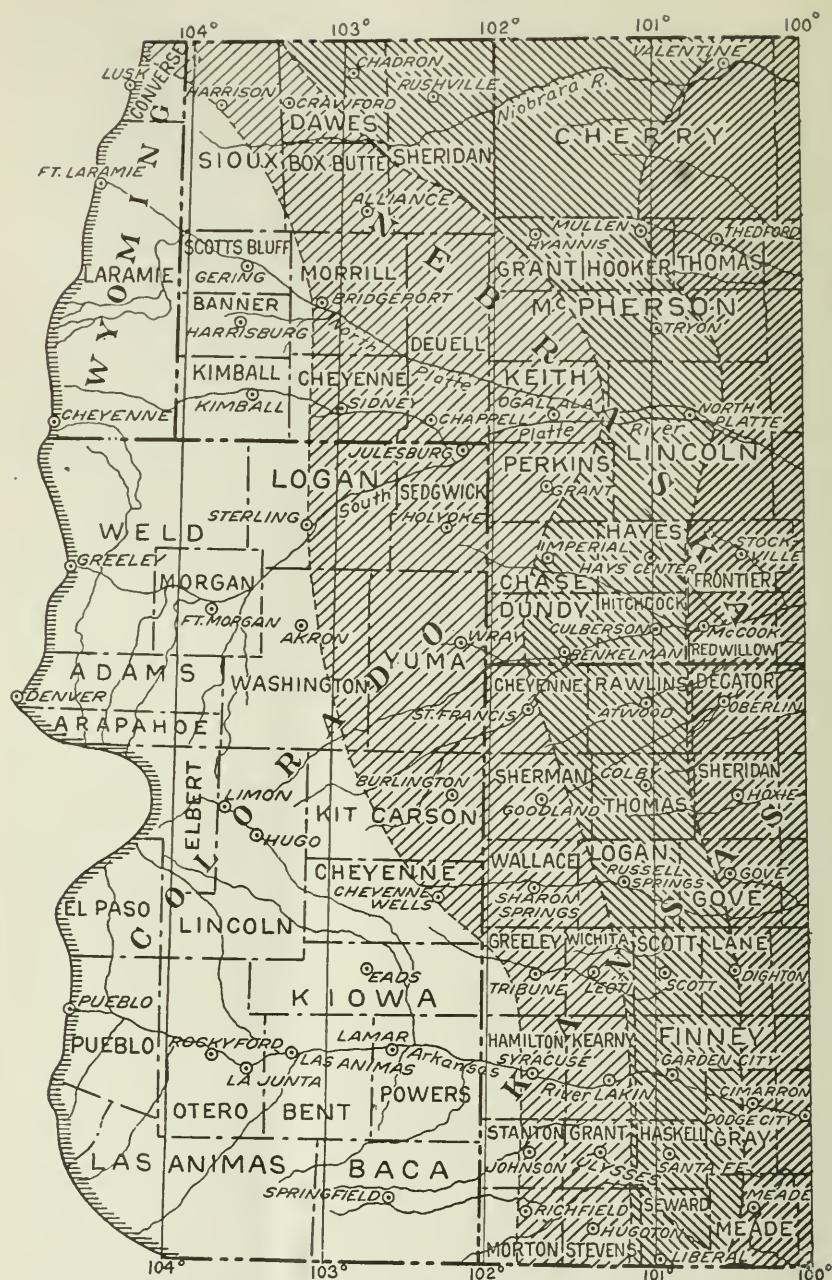 104° 103° 102° 101° 100°
LUSK
CONVERSE
HARRISON
CHADRON
CRAWFORD
RUSHVILLE
Niobrara R.
VALENTINE
DAWES
CHERRY
SIOUX
BOX BUTTE
SHERIDAN
FT. LARAMIE
ALLIANCE
WYOMING
NEBRASKA
SCOTTS BLUFF
GERING
MORRILL
MULLEN
HYANNIS
THEDFORD
LARAMIE
GRANT
HOOKER
THOMAS
BANNER
HARRISBURG
BRIDGEPORT
North
Platte
McPHERSON
TRYON
DEUELL
KIMBALL
KIMBALL
CHEYENNE
SIDNEY
KEITH
OGALLALA
CHEYENNE
CHAPPELL
Platte River
NORTH
PLATTE
JULESBURG
LOGAN
South
SEDGWICK
PERKINS
GRANT
LINCOLN
STERLING
HOLYOKE
WELD
HAYES
STOCK-
VILLE
GREELEY
IMPERIAL
HAYS CENTER
MORGAN
CHASE
FRONTIER
FT. MORGAN
AKRON
DUNDY
HITCHCOCK
CULBERSON
McCOOK
WRAY
BENKELMAN
RED WILLOW
ADAMS
WASHINGTON
YUMA
CHEYENNE
RAWLINS
DECATOR
DENVER
ARAPAHOE
ST. FRANCIS
ATWOOD
OBERLIN
COLORADO
ELBERT
LIMON
BURLINGTON
SHERMAN
COLBY
SHERIDAN
HUGO
KIT CARSON
GOODLAND
THOMAS
HOXIE
KANSAS
CHEYENNE
CHEYENNE
WELLS
WALLACE
SHARON
SPRINGS
LOGAN
RUSSELL
SPRINGS
GOVE
GOVE
EL PASO
LINCOLN
GREELEY
WICHITA
SCOTT
LANE
EADS
TRIBUNE
LEOT
SCOTT
DIGHTON
KIOWA
PUEBLO
PUEBLO
ROCKYFORD
LA JUNTA
LAS ANIMAS
LAMAR
Arkansas
River
HAMILTON
SYRACUSE
KEARNY
LAKIN
FINNEY
GARDEN CITY
OTERO
BENT
POWERS
CIMARRON
DODGE CITY
STANTON
JOHNSON
GRANT
ULYSSES
HASKELL
SANTA FE
GRAY
LAS ANIMAS
BACA
SPRINGFIELD
RICHFIELD
HUGOTON
SEWARD
MEADE
MEADE
MORTON
STEVENS
LIBERAL
104° 103° 102° 101° 100°